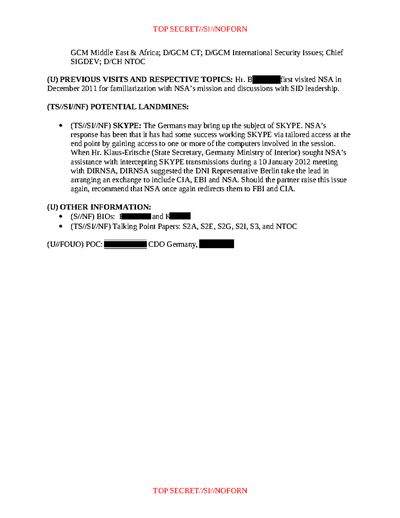 TOP SECRET//SI//NOFORN
GCM Middle East & Africa; D/GCM CT; D/GCM International Security Issues; Chief
SIGDEV; D/CH NTOC
(U) PREVIOUS VISITS AND RESPECTIVE TOPICS: Hr. B first visited NSA in
December 2011 for familiarization with NSA's mission and discussions with SID leadership.
(TS//SI//NF) POTENTIAL LANDMINES:
• (TS//SI//NF) SKYPE: The Germans may bring up the subject of SKYPE. NSA's
response has been that it has had some success working SKYPE via tailored access at the
end point by gaining access to one or more of the computers involved in the session.
When Hr. Klaus-Fritsche (State Secretary, Germany Ministry of Interior) sought NSA's
assistance with intercepting SKYPE transmissions during a 10 January 2012 meeting
with DIRNSA, DIRNSA suggested the DNI Representative Berlin take the lead in
arranging an exchange to include CIA, FBI and NSA. Should the partner raise this issue
again, recommend that NSA once again redirects them to FBI and CIA.
(U) OTHER INFORMATION:
• (S//NF) BIOs: and K
• (TS//SI//NF) Talking Point Papers: S2A, S2E, S2G, S2I, S3, and NTOC
(U//FOUO) POC: CDO Germany,
TOP SECRET//SI//NOFORN